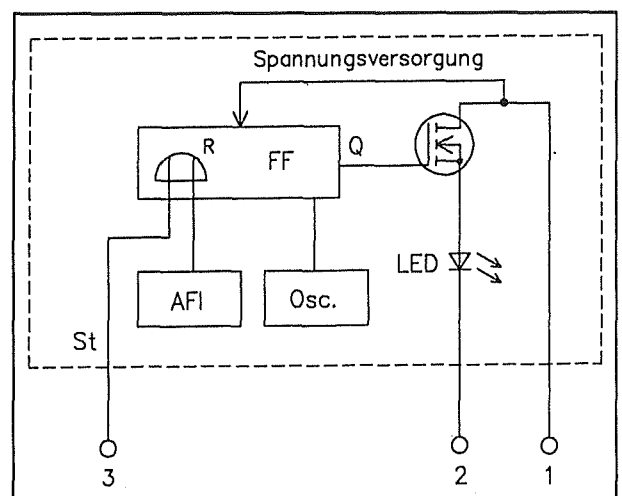 Spannungsversorgung
R
FF
Q
LED
AFI
Osc.
St
3
2
1